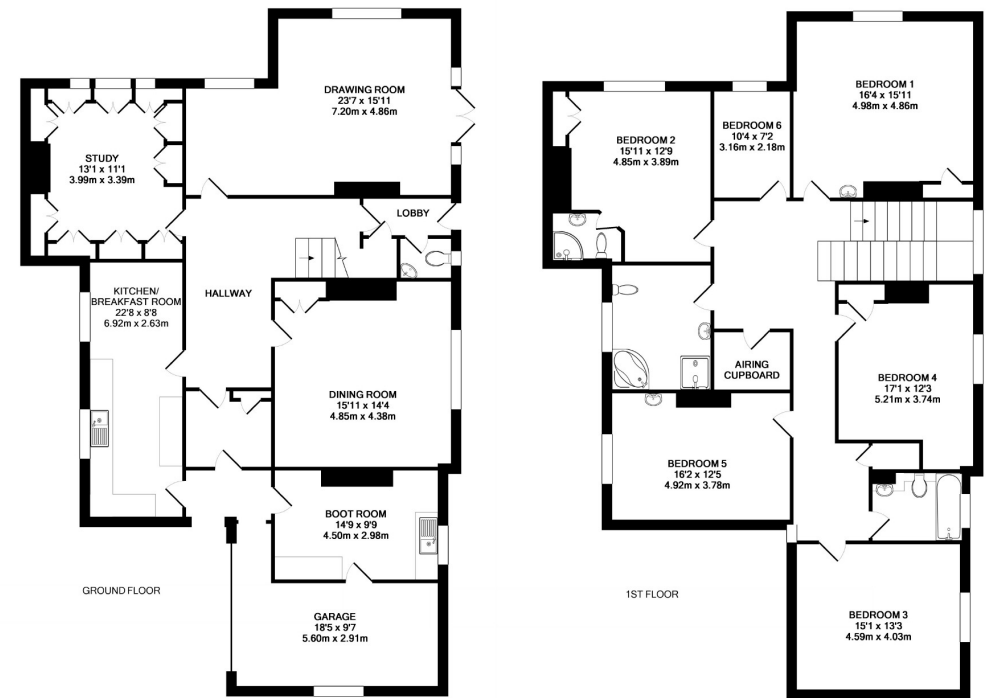 DRAWING ROOM
23'7 x 15'11
7.20m x 4.86m
STUDY
13'1 x 11'1
3.99m x 3.39m
LOBBY
KITCHEN/
BREAKFAST ROOM
22'8 x 8'8
6.92m x 2.63m
HALLWAY
DINING ROOM
15'11 x 14'4
4.85m x 4.38m
BOOT ROOM
14'9 x 9'9
4.50m x 2.98m
GROUND FLOOR
GARAGE
18'5 x 9'7
5.60m x 2.91m
BEDROOM 1
16'4 x 15'11
4.98m x 4.86m
BEDROOM 6
10'4 x 7'2
3.16m x 2.18m
BEDROOM 2
15'11 x 12'9
4.85m x 3.89m
AIRING
CUPBOARD
BEDROOM 4
17'1 x 12'3
5.21m x 3.74m
BEDROOM 5
16'2 x 12'5
4.92m x 3.78m
1ST FLOOR
BEDROOM 3
15'1 x 13'3
4.59m x 4.03m